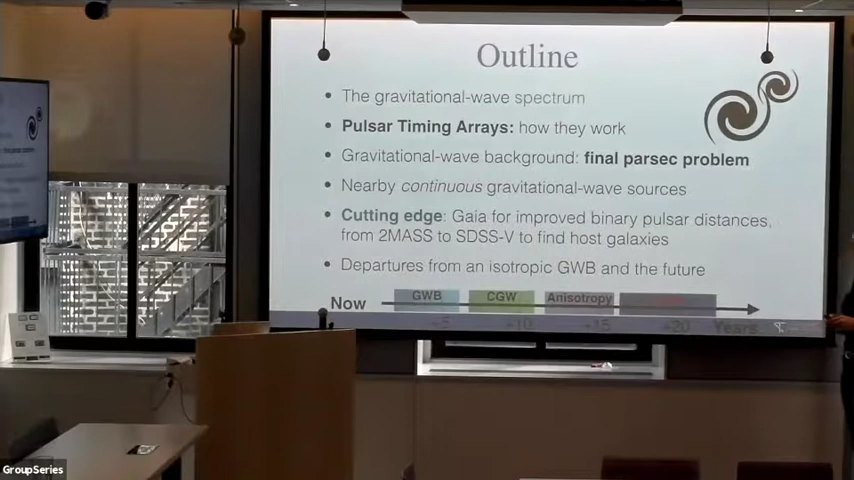 Outline
• The gravitational-wave spectrum
• Pulsar Timing Arrays: how they work
• Gravitational-wave background: final parsec problem
• Nearby continuous gravitational-wave sources
• Cutting edge: Gaia for improved binary pulsar distances,
from 2MASS to SDSS-V to find host galaxies
• Departures from an isotropic GWB and the future
Now GWB CGW Anisotropy
+10 +15 +20 Years
GroupSeries